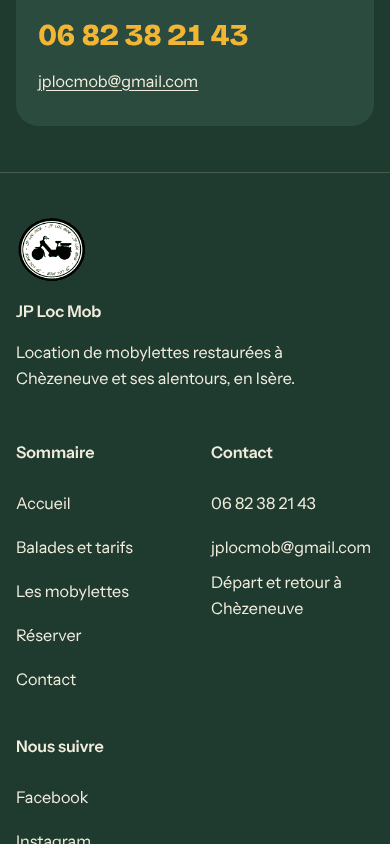 06 82 38 21 43
jplocmob@gmail.com
JP Loc Mob
Location de mobylettes restaurées à
Chèzeneuve et ses alentours, en Isère.
Sommaire
Accueil
Balades et tarifs
Les mobylettes
Réserver
Contact
Contact
06 82 38 21 43
jplocmob@gmail.com
Départ et retour à
Chèzeneuve
Nous suivre
Facebook
Instagram